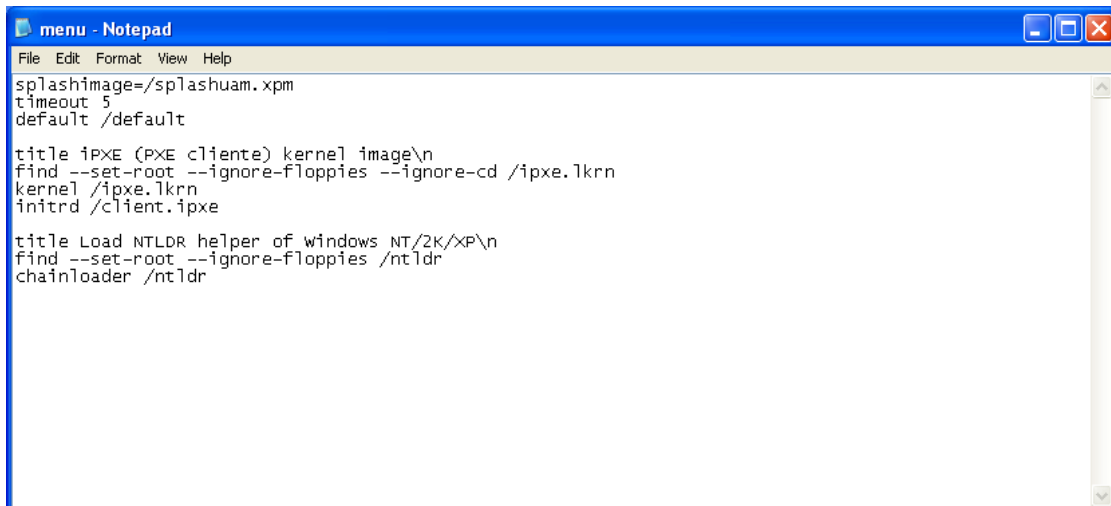 menu - Notepad
File Edit Format View Help
splashimage=/splashuam.xpm
timeout 5
default /default
title iPXE (PXE cliente) kernel image\n
find --set-root --ignore-floppies --ignore-cd /ipxe.lkrn
kernel /ipxe.lkrn
initrd /client.ipxe
title Load NTLDR helper of Windows NT/2K/XP\n
find --set-root --ignore-floppies /ntldr
chainloader /ntldr